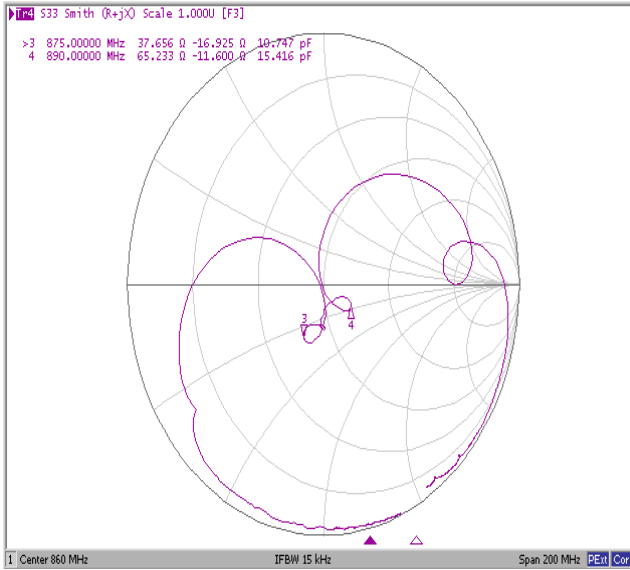 Tr4 S33 Smith (R+jX) Scale 1.000U [F3]
>3 875.00000 MHz 37.656 Ω -16.925 Ω 10.747 pF
4 890.00000 MHz 65.233 Ω -11.600 Ω 15.416 pF
3
4
1 Center 860 MHz IFBW 15 kHz Span 200 MHz PExt Cor